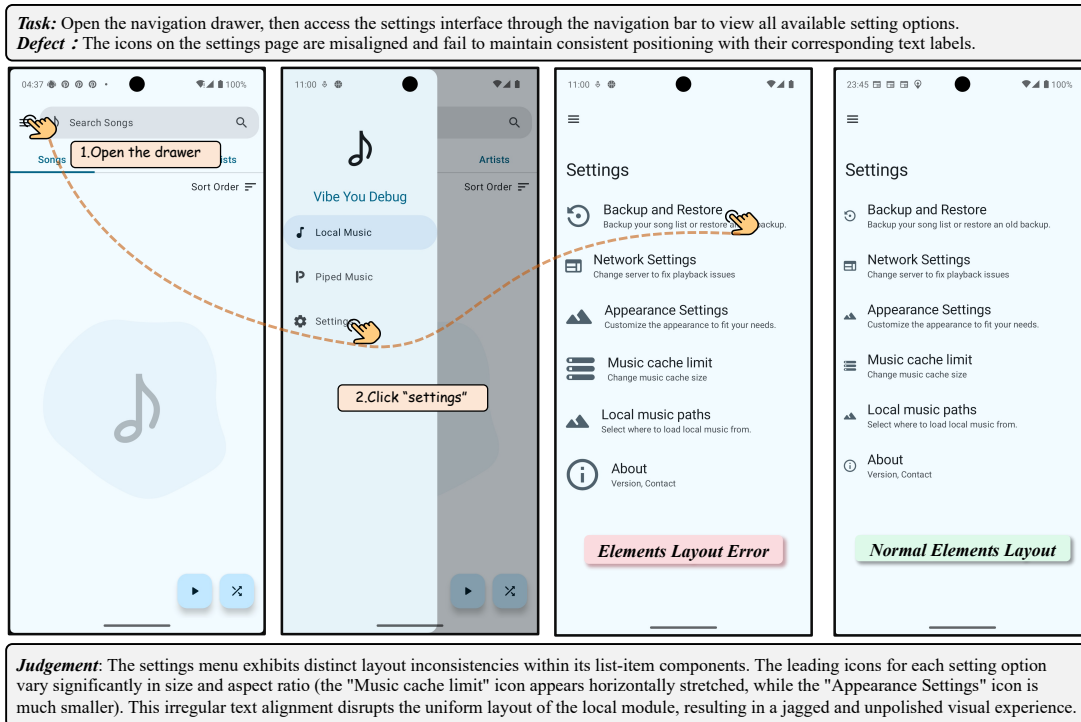 Task: Open the navigation drawer, then access the settings interface through the navigation bar to view all available setting options.
Defect： The icons on the settings page are misaligned and fail to maintain consistent positioning with their corresponding text labels.
04:37
100%
Search Songs
Songs
ists
1.Open the drawer
Sort Order
11:00
Vibe You Debug
Artists
Sort Order
Local Music
Piped Music
Setting
2.Click “settings”
11:00
Settings
Backup and Restore
Backup your song list or restore an backup.
Network Settings
Change server to fix playback issues
Appearance Settings
Customize the appearance to fit your needs.
Music cache limit
Change music cache size
Local music paths
Select where to load local music from.
About
Version, Contact
Elements Layout Error
23:45
100%
Settings
Backup and Restore
Backup your song list or restore an old backup.
Network Settings
Change server to fix playback issues
Appearance Settings
Customize the appearance to fit your needs.
Music cache limit
Change music cache size
Local music paths
Select where to load local music from.
About
Version, Contact
Normal Elements Layout
Judgement: The settings menu exhibits distinct layout inconsistencies within its list-item components. The leading icons for each setting option
vary significantly in size and aspect ratio (the "Music cache limit" icon appears horizontally stretched, while the "Appearance Settings" icon is
much smaller). This irregular text alignment disrupts the uniform layout of the local module, resulting in a jagged and unpolished visual experience.